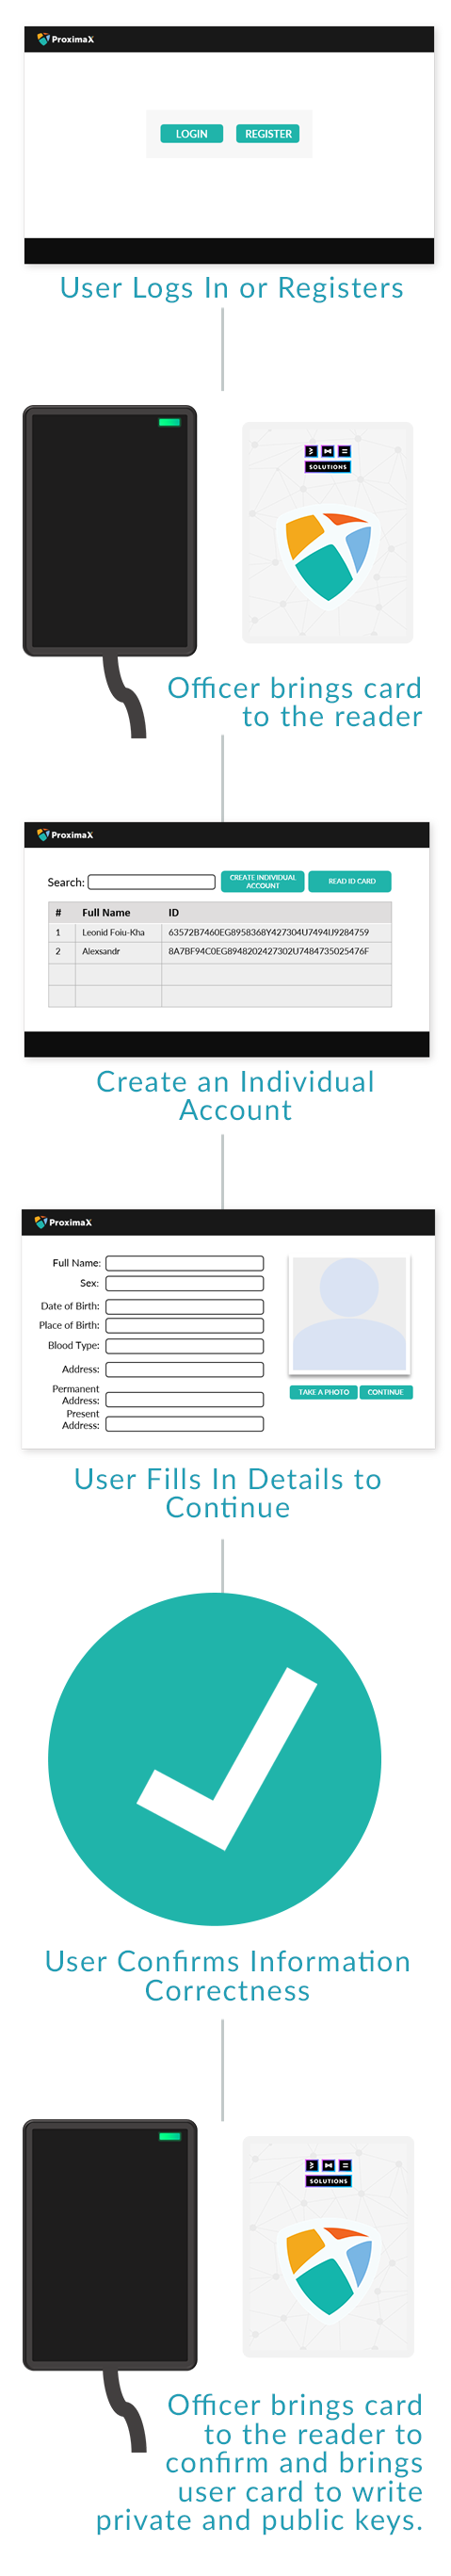 ProximaX
LOGIN REGISTER
User Logs In or Registers
SOLUTIONS
Officer brings card
to the reader
ProximaX
Search:
CREATE INDIVIDUAL
ACCOUNT
READ ID CARD
# Full Name ID
1 Leonid Foiu-Kha 63572B7460EG8958368Y427304U7494IJ9284759
2 Alexsandr 8A7BF94C0EG8948202427302U7484735025476F
Create an Individual
Account
ProximaX
Full Name:
Sex:
Date of Birth:
Place of Birth:
Blood Type:
Address:
Permanent
Address:
Present
Address:
TAKE A PHOTO CONTINUE
User Fills In Details to
Continue
User Confirms Information
Correctness
SOLUTIONS
Officer brings card
to the reader to
confirm and brings
user card to write
private and public keys.